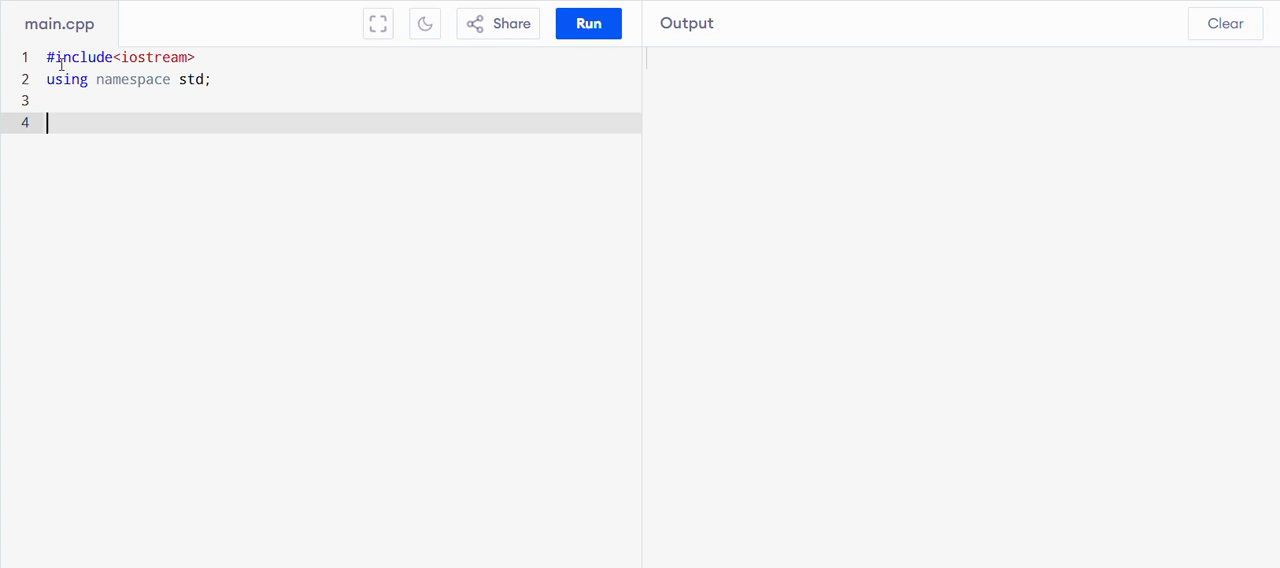 main.cpp Share Run Output Clear
1 #include<iostream>
2 using namespace std;
3
4